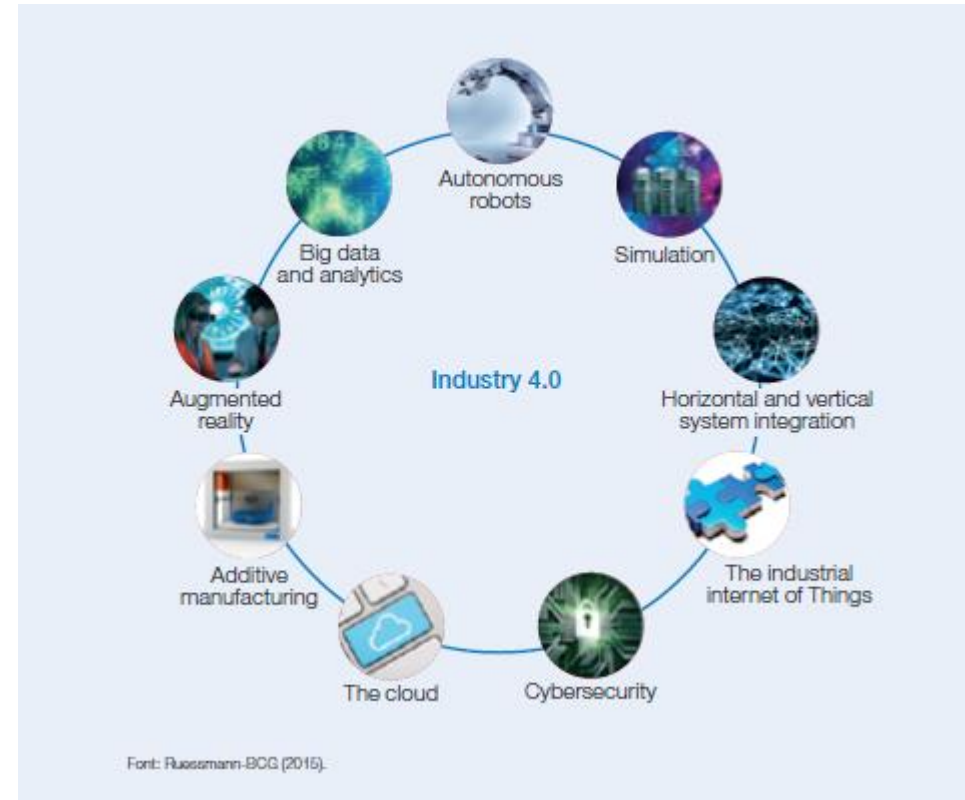 Autonomous
robots
Simulation
Horizontal and vertical
system integration
The industrial
internet of Things
Cybersecurity
The cloud
Additive
manufacturing
Augmented
reality
Big data
and analytics
Industry 4.0
Font: Ruessmann-BCG (2015).